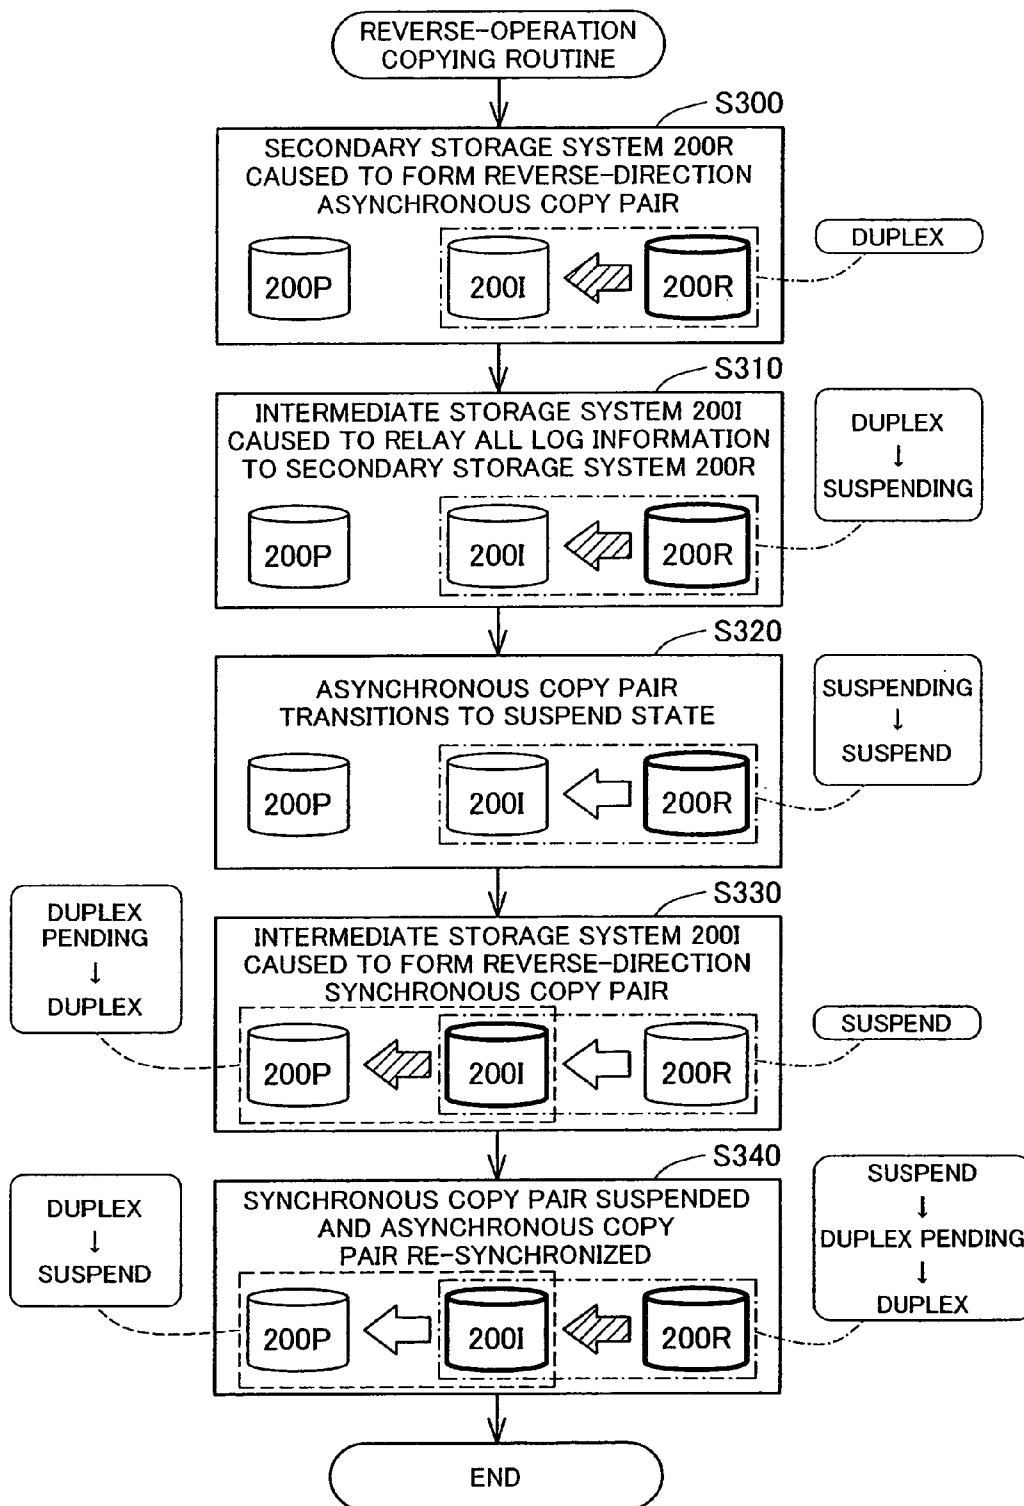 REVERSE-OPERATION
COPYING ROUTINE
S300
SECONDARY STORAGE SYSTEM 200R
CAUSED TO FORM REVERSE-DIRECTION
ASYNCHRONOUS COPY PAIR
200P
200I
200R
DUPLEX
S310
INTERMEDIATE STORAGE SYSTEM 200I
CAUSED TO RELAY ALL LOG INFORMATION
TO SECONDARY STORAGE SYSTEM 200R
200P
200I
200R
DUPLEX
↓
SUSPENDING
S320
ASYNCHRONOUS COPY PAIR
TRANSITIONS TO SUSPEND STATE
200P
200I
200R
SUSPENDING
↓
SUSPEND
S330
DUPLEX
PENDING
↓
DUPLEX
INTERMEDIATE STORAGE SYSTEM 200I
CAUSED TO FORM REVERSE-DIRECTION
SYNCHRONOUS COPY PAIR
200P
200I
200R
SUSPEND
S340
DUPLEX
↓
SUSPEND
SYNCHRONOUS COPY PAIR SUSPENDED
AND ASYNCHRONOUS COPY
PAIR RE-SYNCHRONIZED
200P
200I
200R
SUSPEND
↓
DUPLEX PENDING
↓
DUPLEX
END